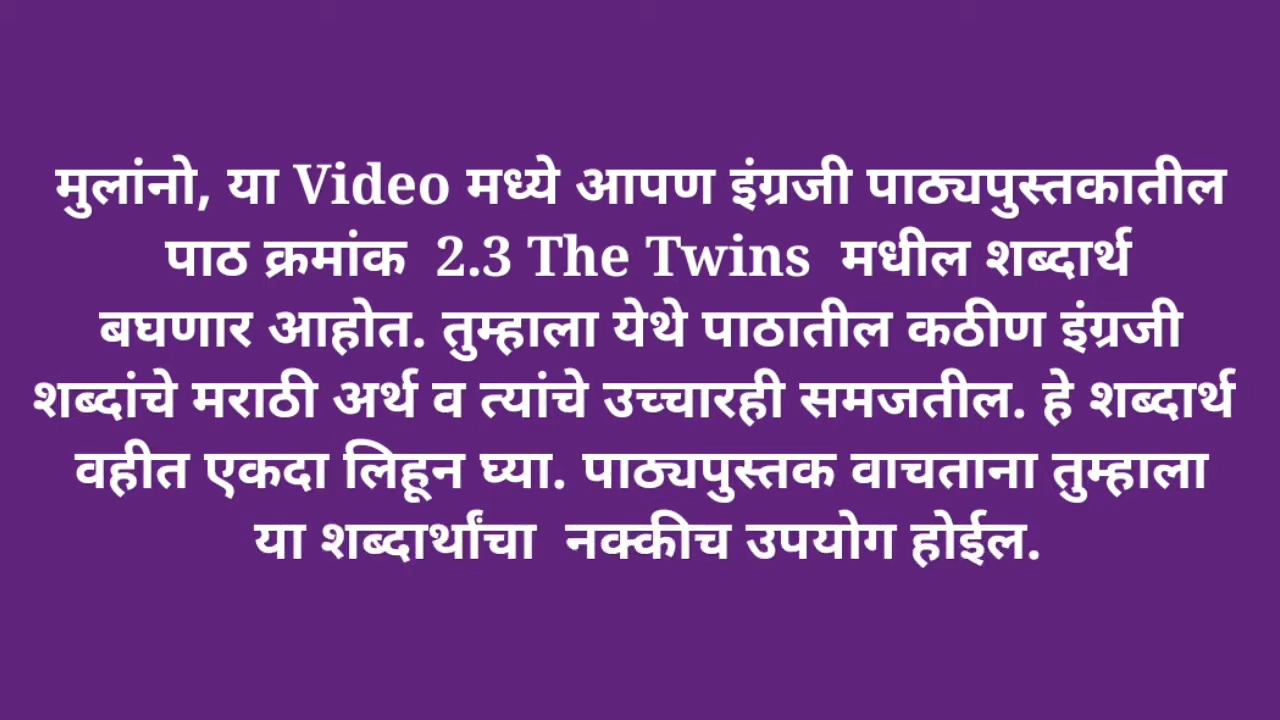 मुलांनो, या Video मध्ये आपण इंग्रजी पाठ्यपुस्तकातील
पाठ क्रमांक 2.3 The Twins मधील शब्दार्थ
बघणार आहोत. तुम्हाला येथे पाठातील कठीण इंग्रजी
शब्दांचे मराठी अर्थ व त्यांचे उच्चारही समजतील. हे शब्दार्थ
वहीत एकदा लिहून घ्या. पाठ्यपुस्तक वाचताना तुम्हाला
या शब्दार्थांचा नक्कीच उपयोग होईल.